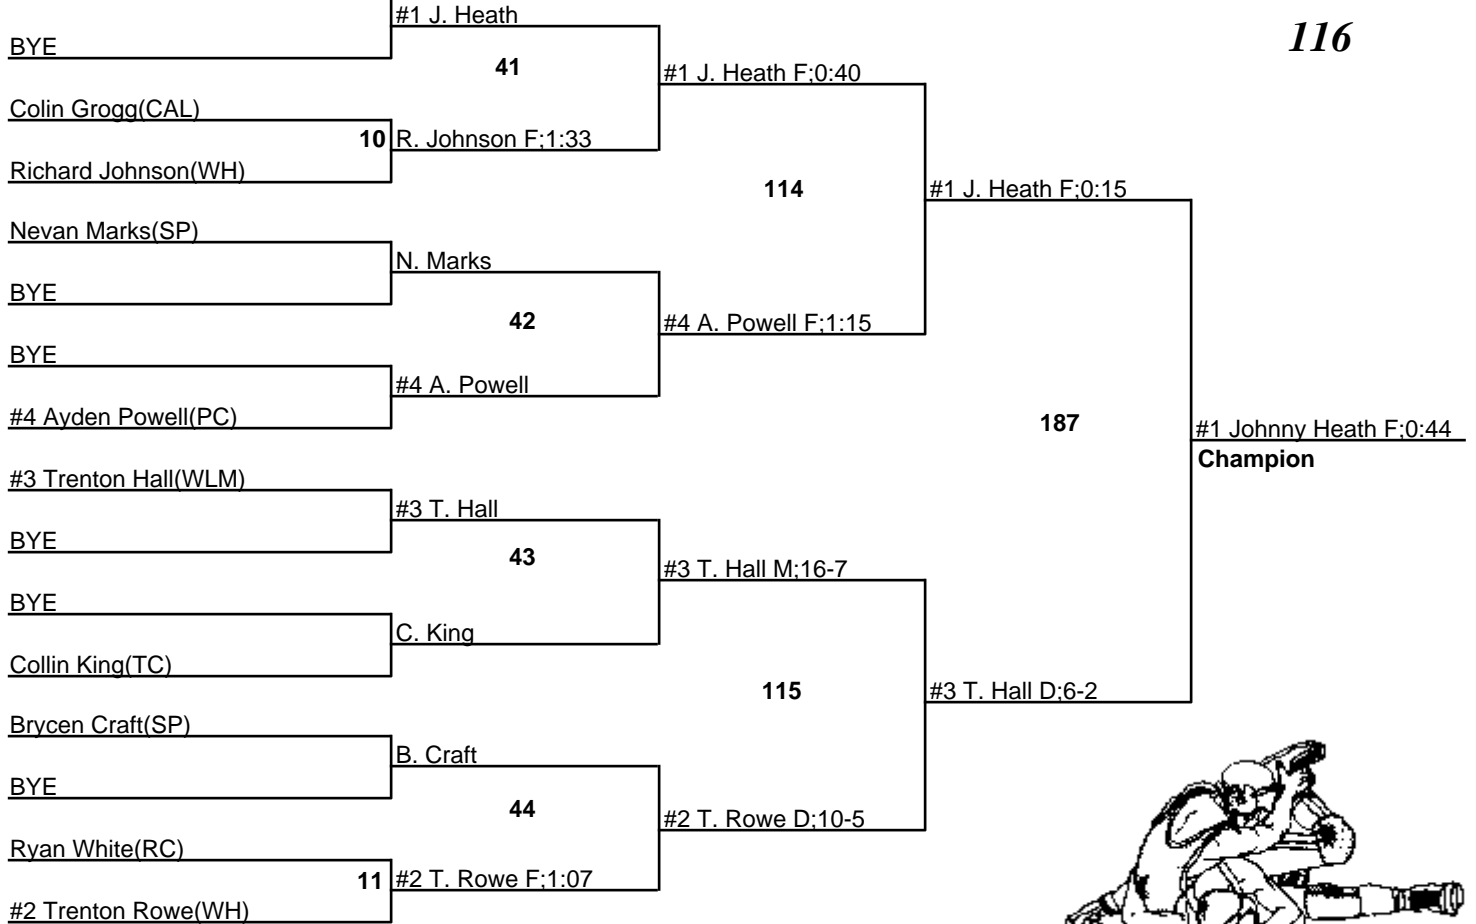 #1 J. Heath
116
BYE
41
#1 J. Heath F;0:40
Colin Grogg(CAL)
10 R. Johnson F;1:33
Richard Johnson(WH)
114
#1 J. Heath F;0:15
Nevan Marks(SP)
N. Marks
BYE
42
#4 A. Powell F;1:15
BYE
#4 A. Powell
#4 Ayden Powell(PC)
187
#1 Johnny Heath F;0:44
Champion
#3 Trenton Hall(WLM)
#3 T. Hall
BYE
43
#3 T. Hall M;16-7
BYE
C. King
Collin King(TC)
115
#3 T. Hall D;6-2
Brycen Craft(SP)
B. Craft
BYE
44
#2 T. Rowe D;10-5
Ryan White(RC)
11 #2 T. Rowe F;1:07
#2 Trenton Rowe(WH)